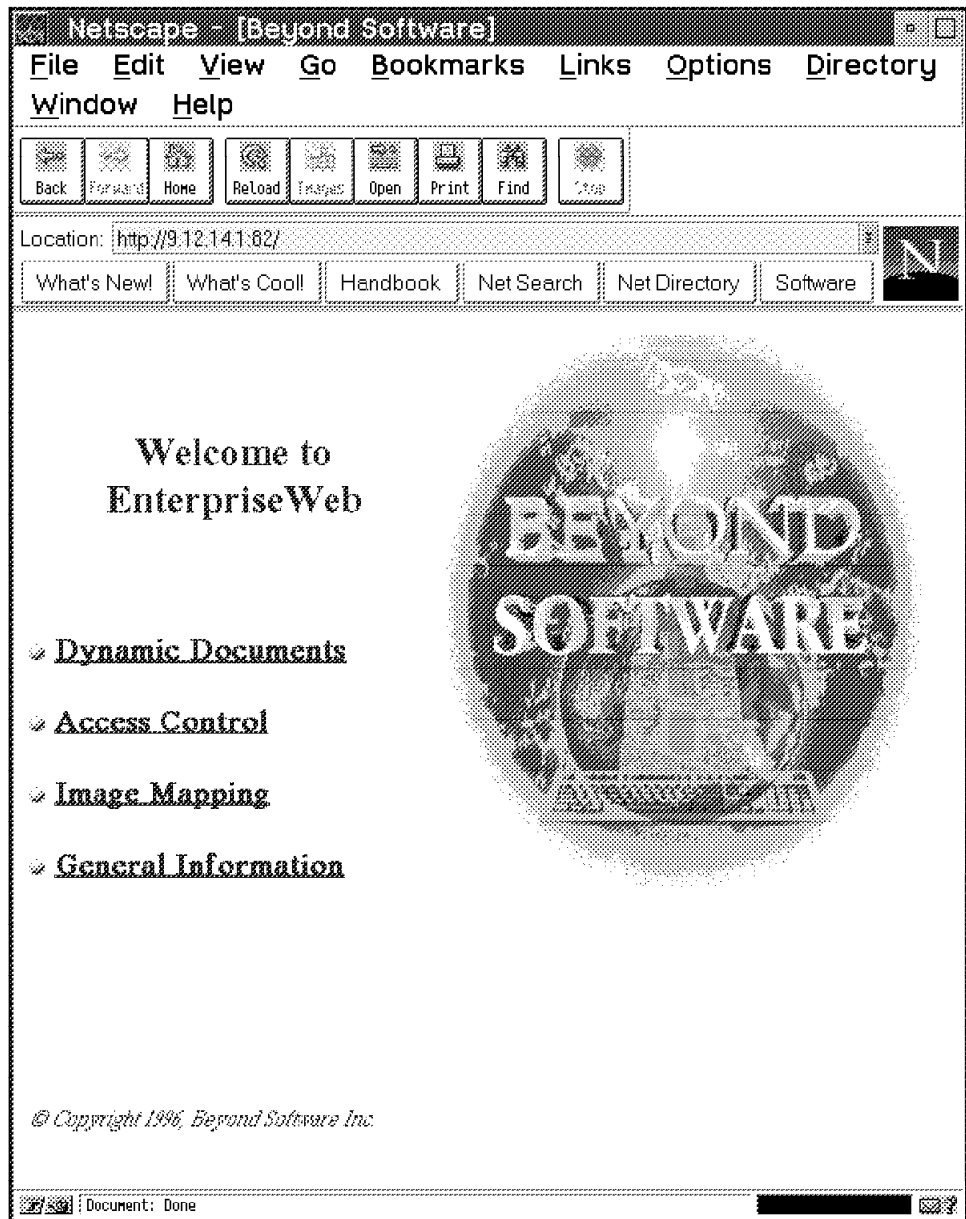 Netscape - [Beyond Software]
File Edit View Go Bookmarks Links Options Directory
Window Help
Back Forward Home Reload Images Open Print Find Stop
Location: http://9.12.14.1:82/
N
What's New! What's Cool! Handbook Net Search Net Directory Software
Welcome to
EnterpriseWeb
BEYOND
SOFTWARE
Dynamic Documents
Access Control
Image Mapping
General Information
© Copyright 1996, Beyond Software Inc.
Document: Done
?